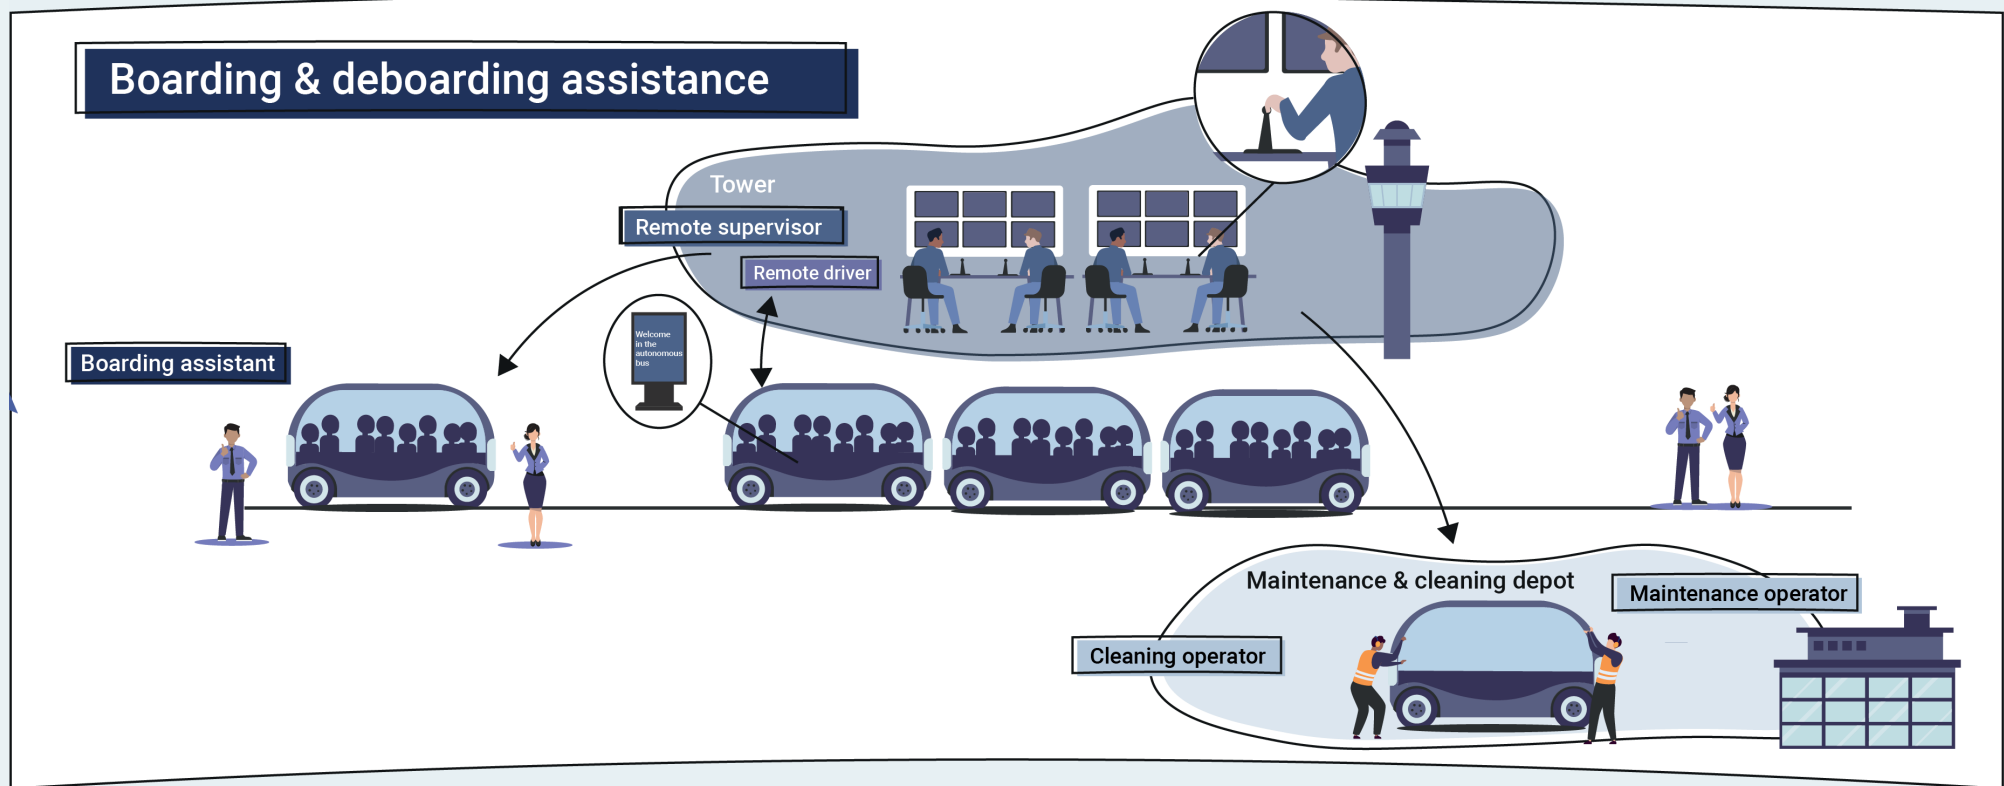 Boarding & deboarding assistance
Tower
Remote supervisor
Remote driver
Welcome
in the
autonomous
bus
Boarding assistant
Maintenance & cleaning depot
Maintenance operator
Cleaning operator